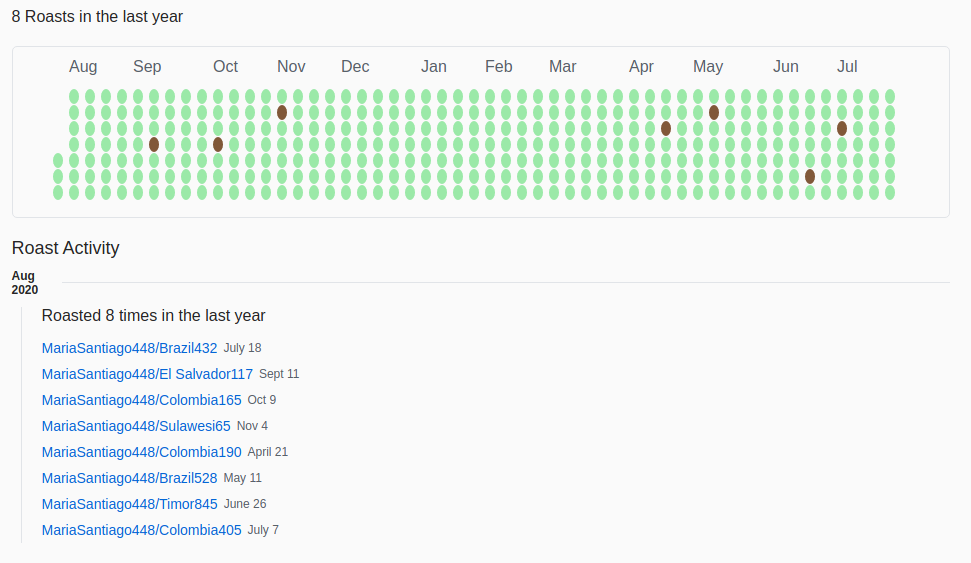 8 Roasts in the last year
Aug Sep Oct Nov Dec Jan Feb Mar Apr May Jun Jul
Roast Activity
Aug
2020
Roasted 8 times in the last year
MariaSantiago448/Brazil432 July 18
MariaSantiago448/El Salvador117 Sept 11
MariaSantiago448/Colombia165 Oct 9
MariaSantiago448/Sulawesi65 Nov 4
MariaSantiago448/Colombia190 April 21
MariaSantiago448/Brazil528 May 11
MariaSantiago448/Timor845 June 26
MariaSantiago448/Colombia405 July 7